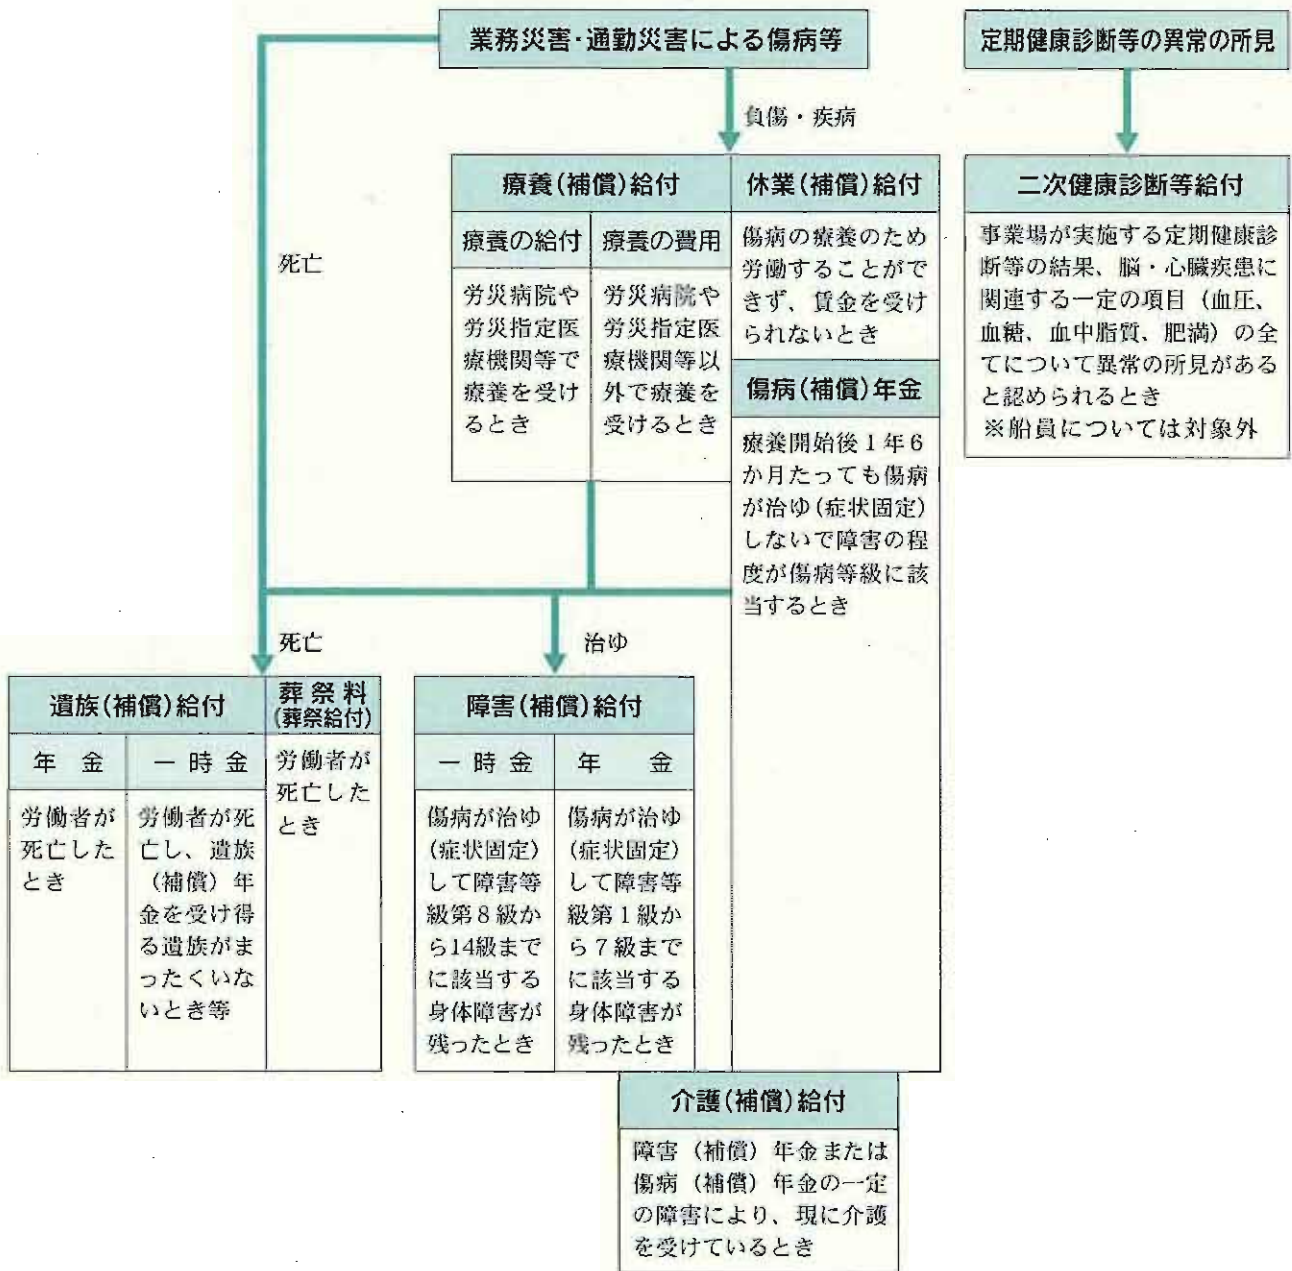 業務災害・通勤災害による傷病等
定期健康診断等の異常の所見
負傷・疾病
死亡
療養(補償)給付
療養の給付
労災病院や
労災指定医
療機関等で
療養を受け
るとき
療養の費用
労災病院や
労災指定医
療機関等以
外で療養を
受けるとき
休業(補償)給付
傷病の療養のため
労働することがで
きず、賃金を受け
られないとき
傷病(補償)年金
療養開始後1年6
か月たっても傷病
が治ゆ(症状固定)
しないで障害の程
度が傷病等級に該
当するとき
二次健康診断等給付
事業場が実施する定期健康診
断等の結果、脳・心臓疾患に
関連する一定の項目(血圧、
血糖、血中脂質、肥満)の全
てについて異常の所見がある
と認められるとき
※船員については対象外
死亡
治ゆ
遺族(補償)給付
年金
労働者が
死亡した
とき
一時金
労働者が死
亡し、遺族
(補償)年
金を受け得
る遺族がま
ったくいな
いとき等
葬祭料
(葬祭給付)
労働者が
死亡した
とき
障害(補償)給付
一時金
傷病が治ゆ
(症状固定)
して障害等
級第8級か
ら14級まで
に該当する
身体障害が
残ったとき
年金
傷病が治ゆ
(症状固定)
して障害等
級第1級か
ら7級まで
に該当する
身体障害が
残ったとき
介護(補償)給付
障害(補償)年金または
傷病(補償)年金の一定
の障害により、現に介護
を受けているとき